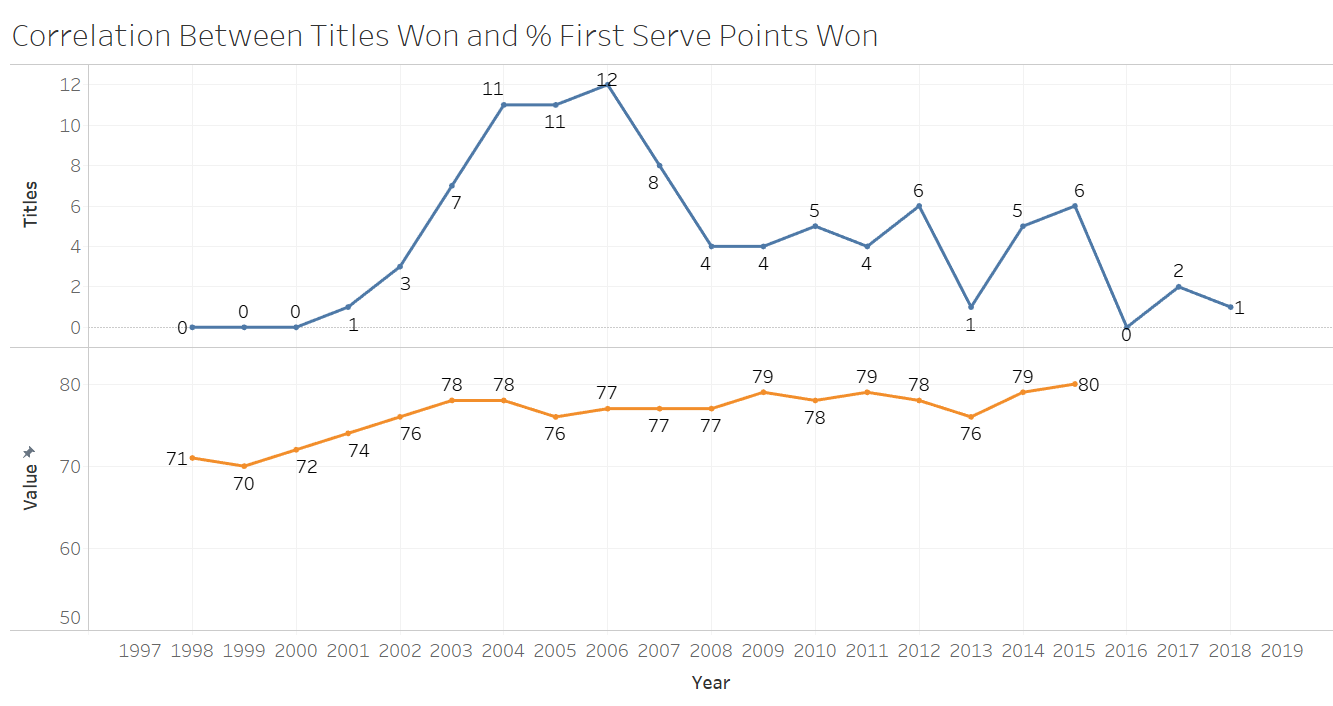 Correlation Between Titles Won and % First Serve Points Won
Titles
12
10
8
6
4
2
0
0 0 0 1 3 7 11 11 12 8 4 4 5 4 6 1 5 6 0 2 1
Value
80
70
60
50
71 70 72 74 76 78 78 76 77 77 77 79 78 79 78 76 79 80
1997 1998 1999 2000 2001 2002 2003 2004 2005 2006 2007 2008 2009 2010 2011 2012 2013 2014 2015 2016 2017 2018 2019
Year